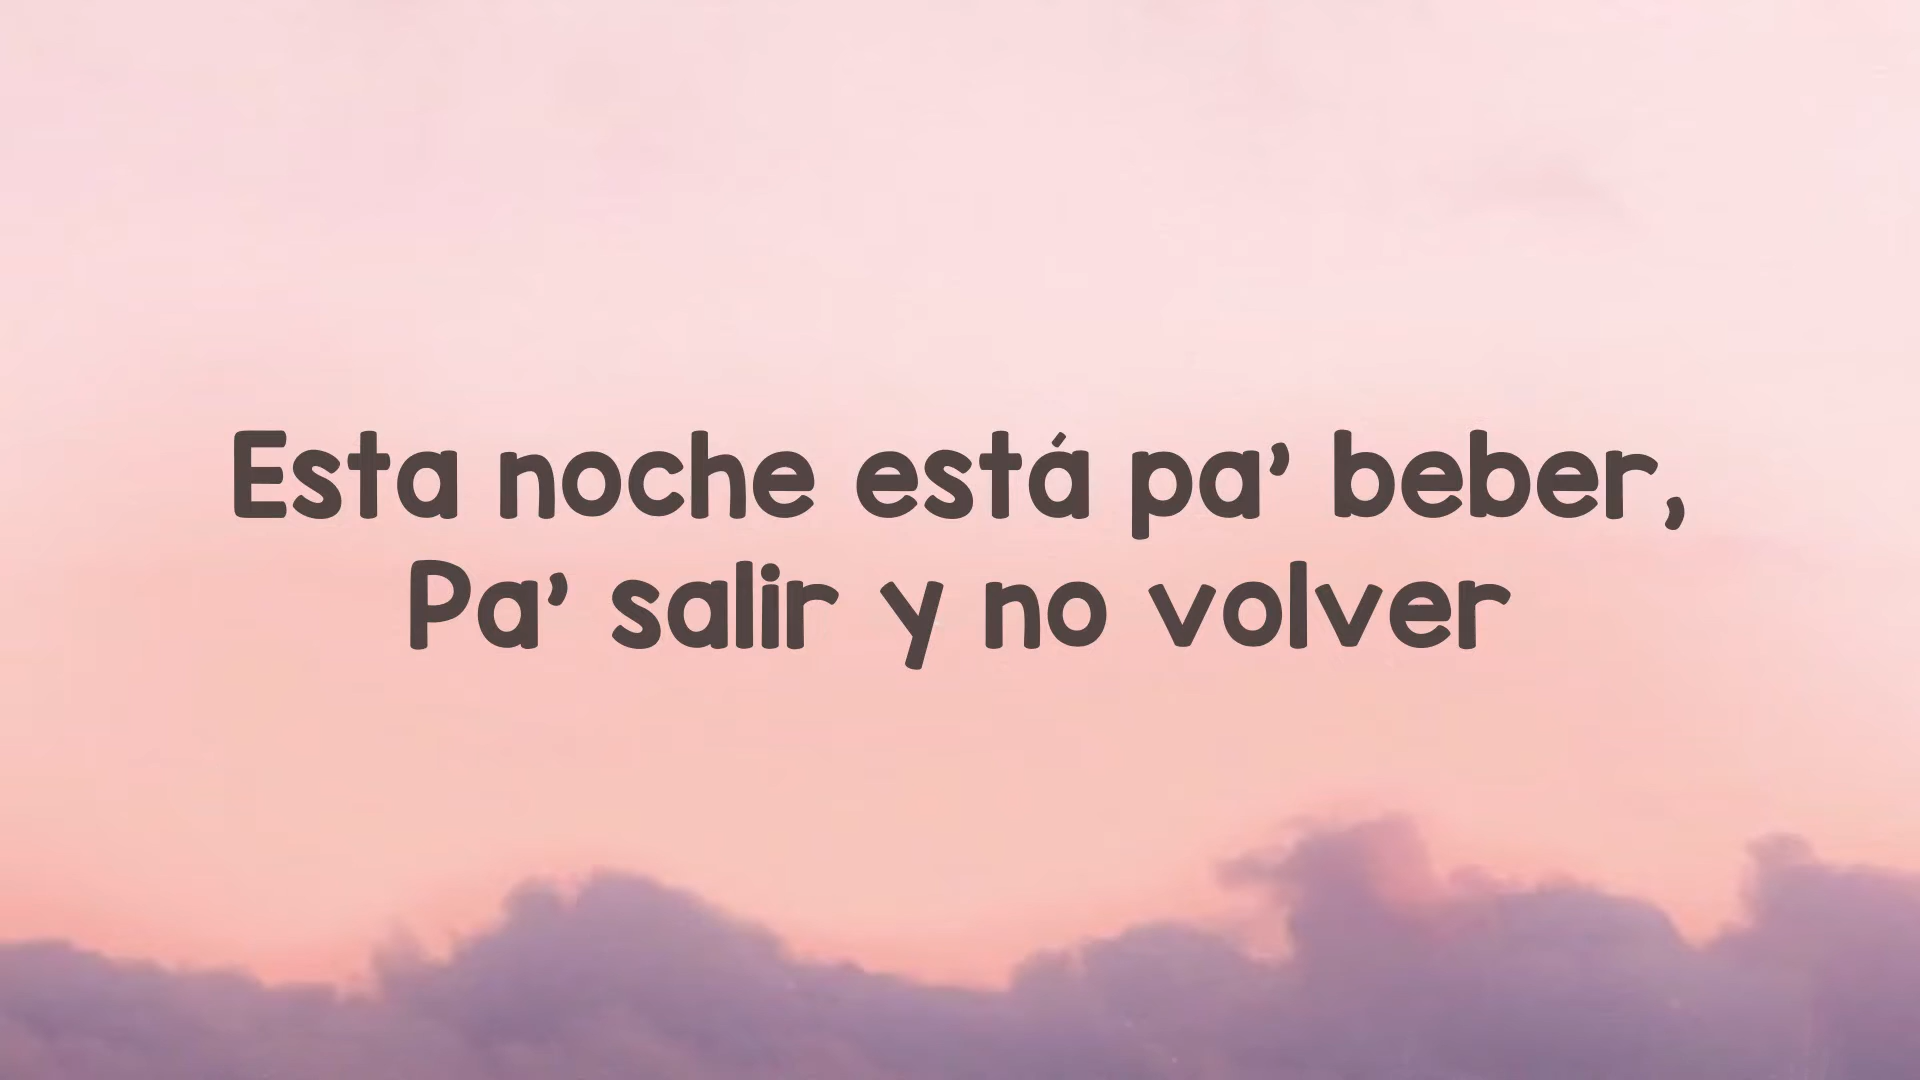 Esta noche está pa’ beber,
Pa’ salir y no volver